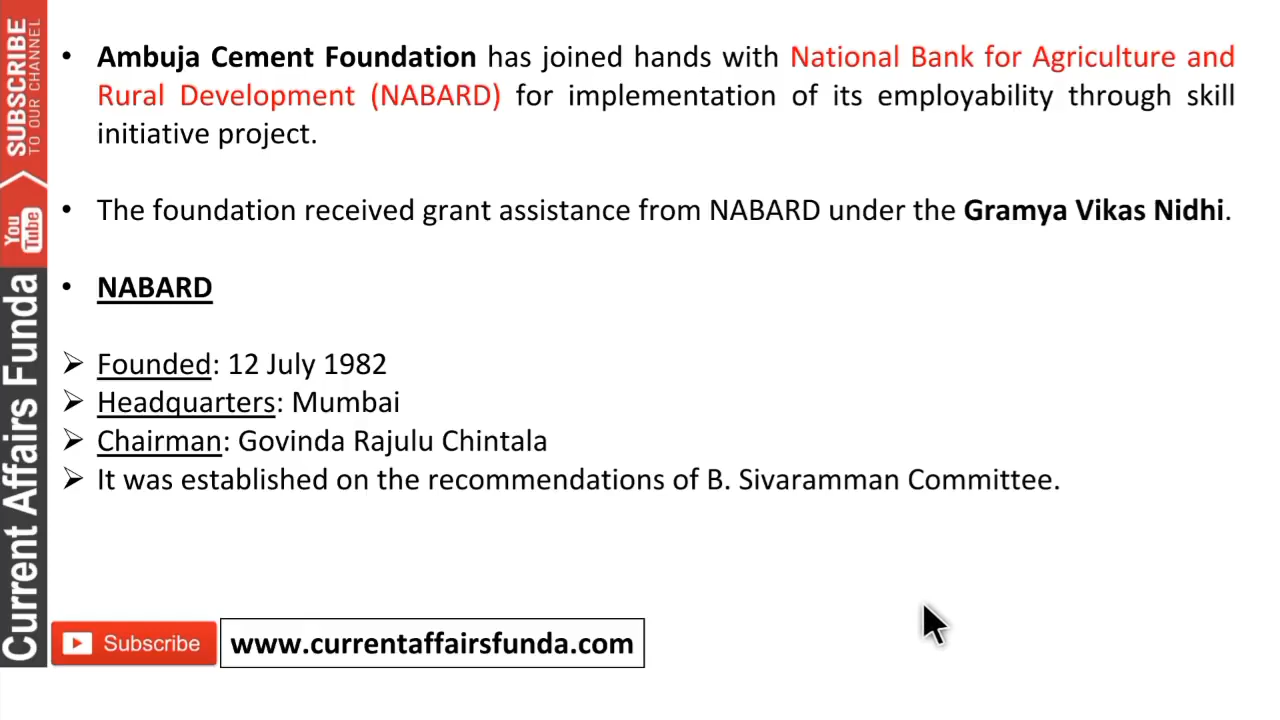 • Ambuja Cement Foundation has joined hands with National Bank for Agriculture and
Rural Development (NABARD) for implementation of its employability through skill
initiative project.
• The foundation received grant assistance from NABARD under the Gramya Vikas Nidhi.
• NABARD
➢ Founded: 12 July 1982
➢ Headquarters: Mumbai
➢ Chairman: Govinda Rajulu Chintala
➢ It was established on the recommendations of B. Sivaramman Committee.
SUBSCRIBE
TO OUR CHANNEL
You
Tube
Current Affairs Funda
Subscribe
www.currentaffairsfunda.com